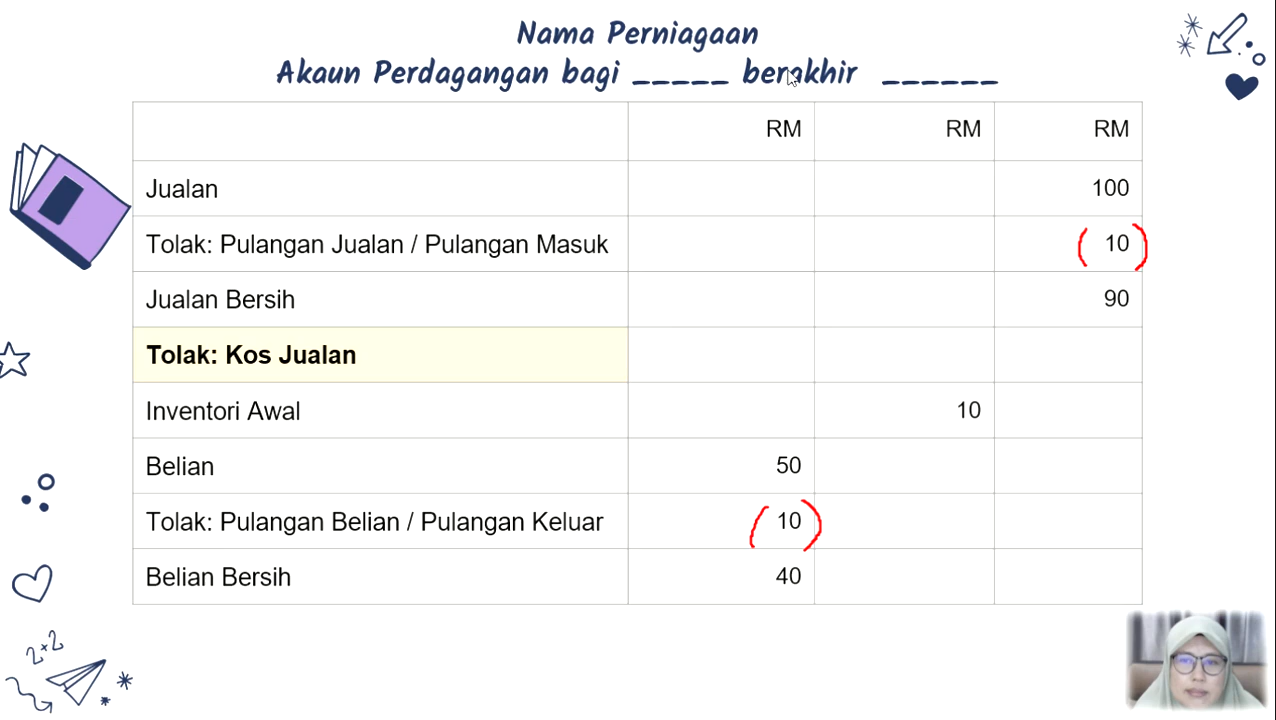 Nama Perniagaan
Akaun Perdagangan bagi _____ berakhir ______
RM RM RM
Jualan 100
Tolak: Pulangan Jualan / Pulangan Masuk (10)
Jualan Bersih 90
Tolak: Kos Jualan
Inventori Awal 10
Belian 50
Tolak: Pulangan Belian / Pulangan Keluar (10)
Belian Bersih 40
2+2